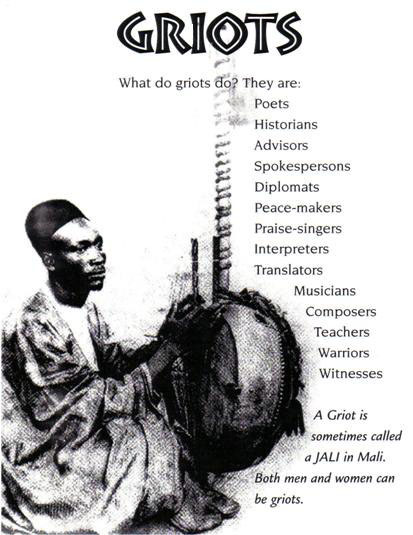 GRIOTS
What do griots do? They are:
Poets
Historians
Advisors
Spokespersons
Diplomats
Peace-makers
Praise-singers
Interpreters
Translators
Musicians
Composers
Teachers
Warriors
Witnesses
A Griot is
sometimes called
a JALI in Mali.
Both men and women can
be griots.